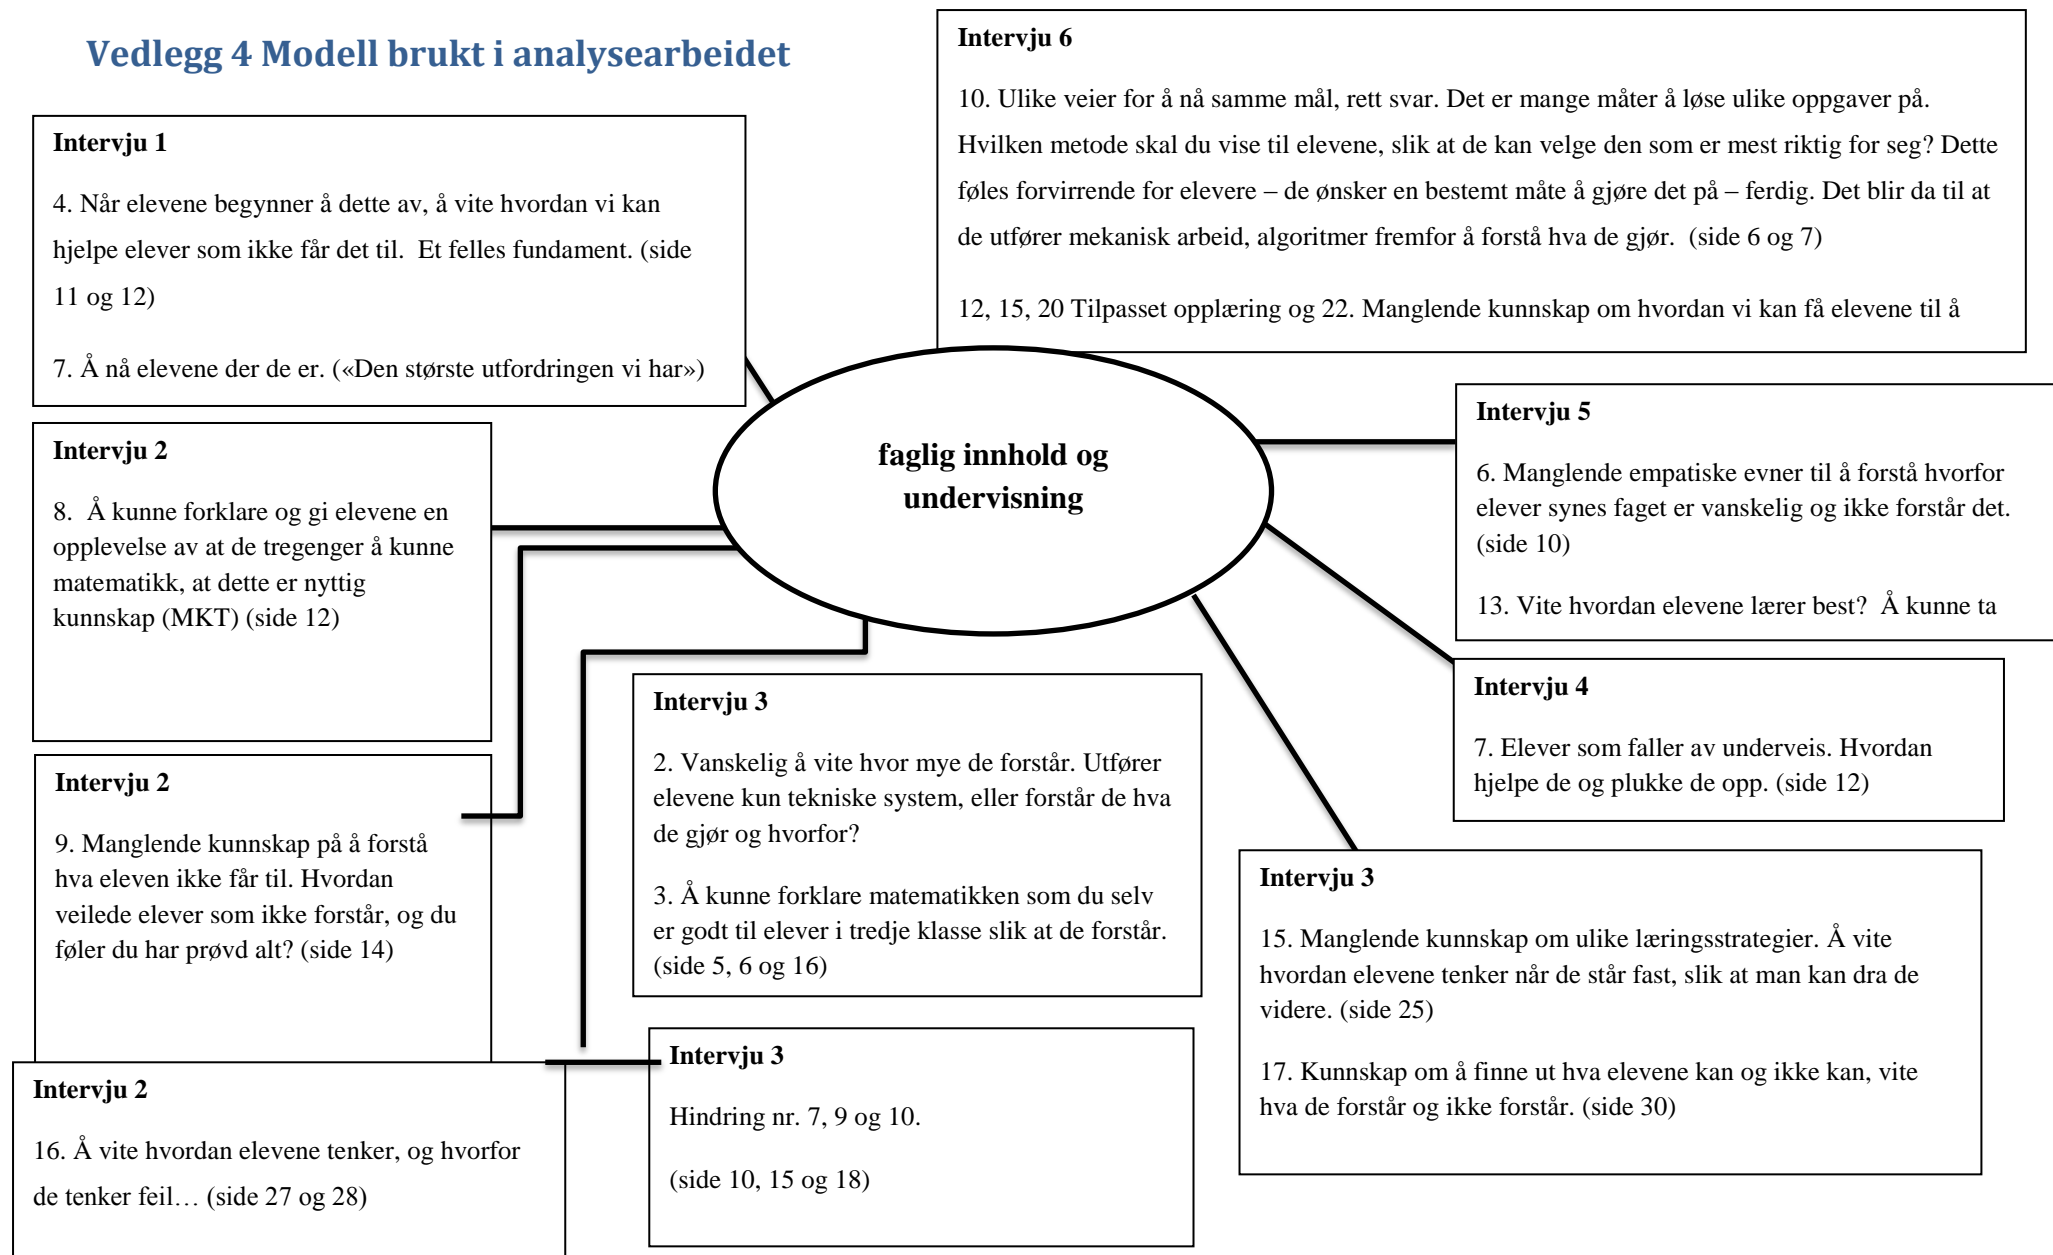 Vedlegg 4 Modell brukt i analysearbeidet
Intervju 6
10. Ulike veier for å nå samme mål, rett svar. Det er mange måter å løse ulike oppgaver på.
Hvilken metode skal du vise til elevene, slik at de kan velge den som er mest riktig for seg? Dette
føles forvirrende for elevere – de ønsker en bestemt måte å gjøre det på – ferdig. Det blir da til at
de utfører mekanisk arbeid, algoritmer fremfor å forstå hva de gjør.  (side 6 og 7)
12, 15, 20 Tilpasset opplæring og 22. Manglende kunnskap om hvordan vi kan få elevene til å
Intervju 1
4. Når elevene begynner å dette av, å vite hvordan vi kan
hjelpe elever som ikke får det til.  Et felles fundament. (side
11 og 12)
7. Å nå elevene der de er. («Den største utfordringen vi har»)
faglig innhold og
undervisning
Intervju 5
6. Manglende empatiske evner til å forstå hvorfor
elever synes faget er vanskelig og ikke forstår det.
(side 10)
13. Vite hvordan elevene lærer best?  Å kunne ta
Intervju 2
8.  Å kunne forklare og gi elevene en
opplevelse av at de tregenger å kunne
matematikk, at dette er nyttig
kunnskap (MKT) (side 12)
Intervju 4
7. Elever som faller av underveis. Hvordan
hjelpe de og plukke de opp. (side 12)
Intervju 3
2. Vanskelig å vite hvor mye de forstår. Utfører
elevene kun tekniske system, eller forstår de hva
de gjør og hvorfor?
3. Å kunne forklare matematikken som du selv
er godt til elever i tredje klasse slik at de forstår.
(side 5, 6 og 16)
Intervju 2
9. Manglende kunnskap på å forstå
hva eleven ikke får til. Hvordan
veilede elever som ikke forstår, og du
føler du har prøvd alt? (side 14)
Intervju 3
15. Manglende kunnskap om ulike læringsstrategier. Å vite
hvordan elevene tenker når de står fast, slik at man kan dra de
videre. (side 25)
17. Kunnskap om å finne ut hva elevene kan og ikke kan, vite
hva de forstår og ikke forstår. (side 30)
Intervju 3
Hindring nr. 7, 9 og 10.
(side 10, 15 og 18)
Intervju 2
16. Å vite hvordan elevene tenker, og hvorfor
de tenker feil… (side 27 og 28)